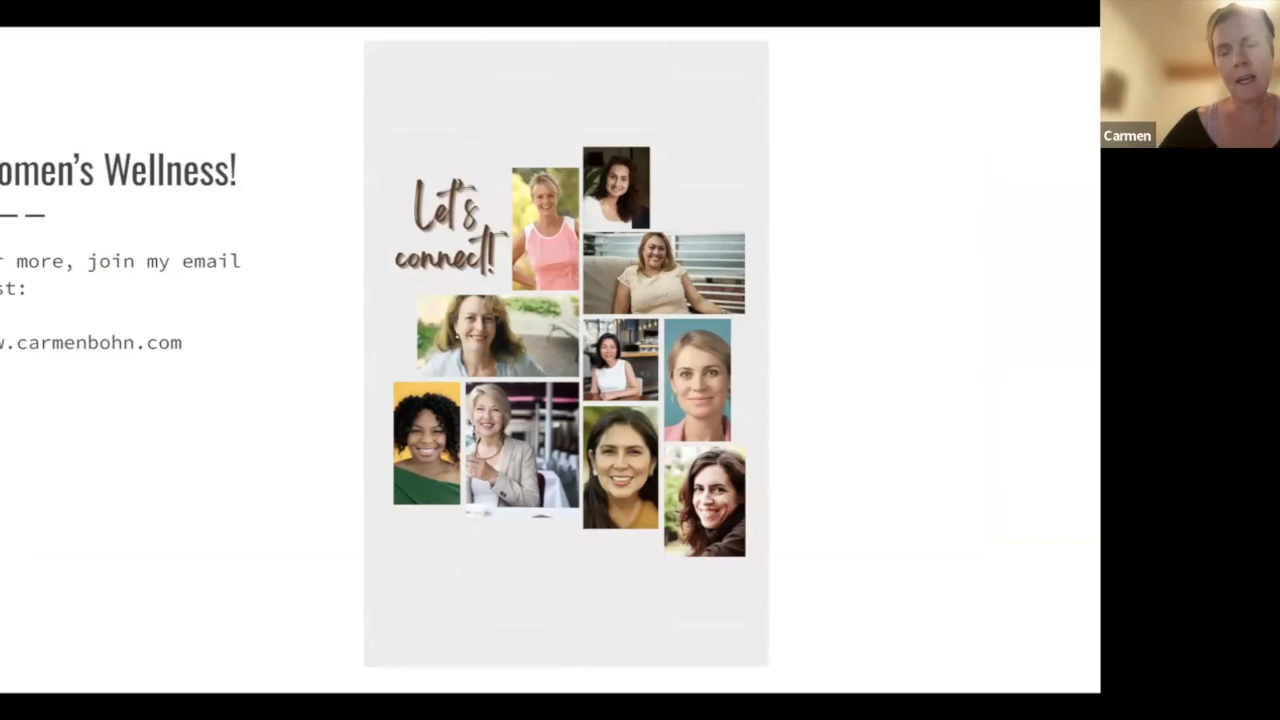 omen's Wellness!
r more, join my email
st:
w.carmenbohn.com
Let's
connect!
Carmen